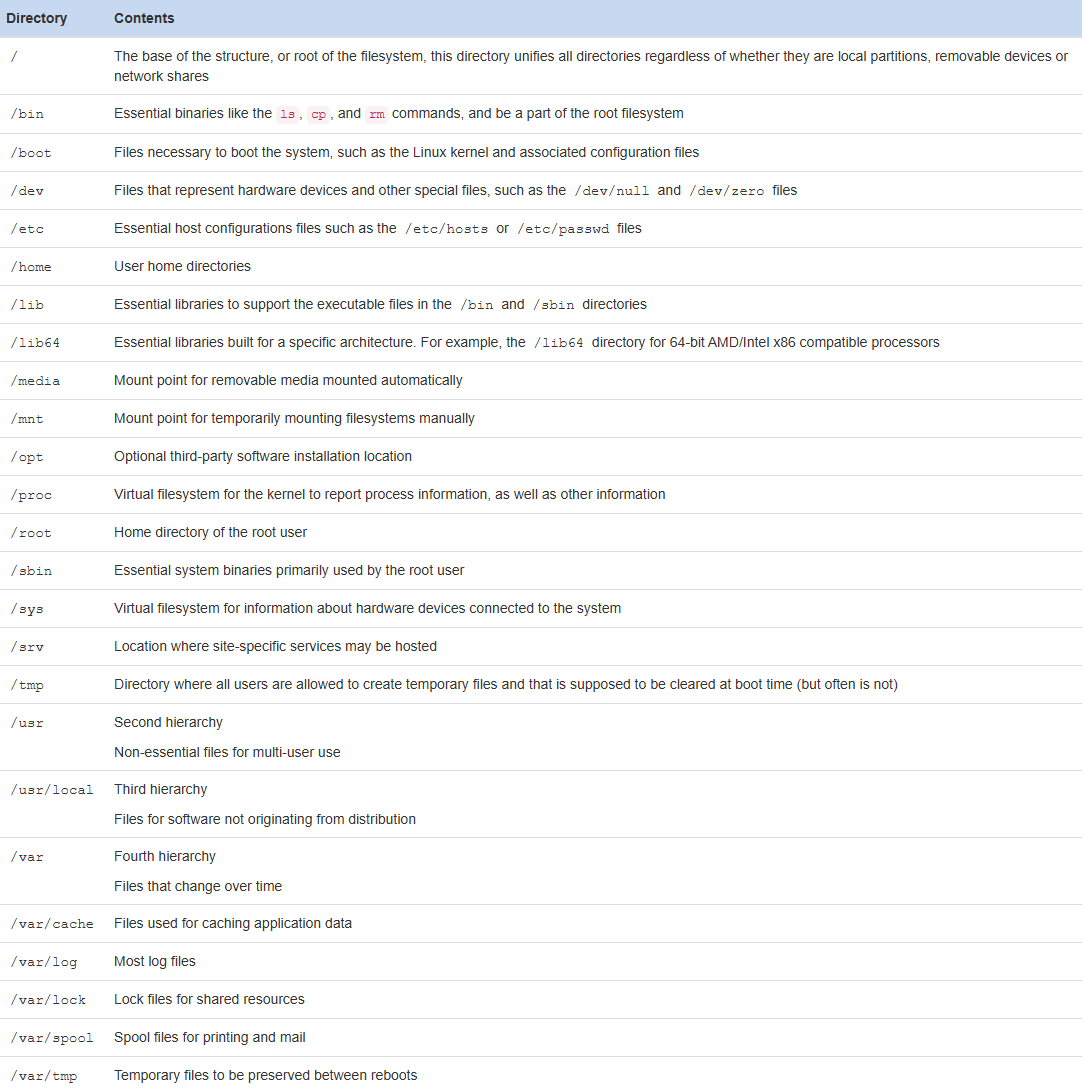 Directory Contents
/ The base of the structure, or root of the filesystem, this directory unifies all directories regardless of whether they are local partitions, removable devices or
network shares
/bin Essential binaries like the ls, cp, and rm commands, and be a part of the root filesystem
/boot Files necessary to boot the system, such as the Linux kernel and associated configuration files
/dev Files that represent hardware devices and other special files, such as the /dev/null and /dev/zero files
/etc Essential host configurations files such as the /etc/hosts or /etc/passwd files
/home User home directories
/lib Essential libraries to support the executable files in the /bin and /sbin directories
/lib64 Essential libraries built for a specific architecture. For example, the /lib64 directory for 64-bit AMD/Intel x86 compatible processors
/media Mount point for removable media mounted automatically
/mnt Mount point for temporarily mounting filesystems manually
/opt Optional third-party software installation location
/proc Virtual filesystem for the kernel to report process information, as well as other information
/root Home directory of the root user
/sbin Essential system binaries primarily used by the root user
/sys Virtual filesystem for information about hardware devices connected to the system
/srv Location where site-specific services may be hosted
/tmp Directory where all users are allowed to create temporary files and that is supposed to be cleared at boot time (but often is not)
/usr Second hierarchy
Non-essential files for multi-user use
/usr/local Third hierarchy
Files for software not originating from distribution
/var Fourth hierarchy
Files that change over time
/var/cache Files used for caching application data
/var/log Most log files
/var/lock Lock files for shared resources
/var/spool Spool files for printing and mail
/var/tmp Temporary files to be preserved between reboots